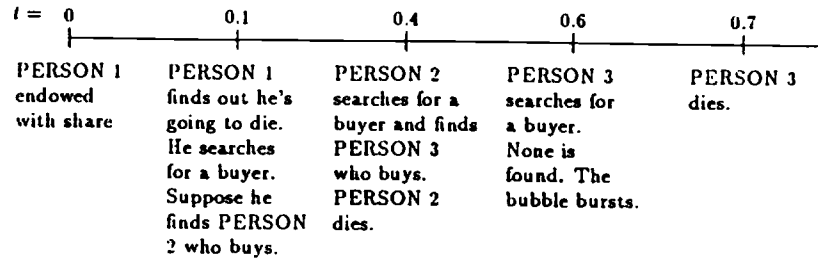 t = 0 0.1 0.4 0.6 0.7
PERSON 1
endowed
with share
PERSON 1
finds out he's
going to die.
He searches
for a buyer.
Suppose he
finds PERSON
2 who buys.
PERSON 2
searches for a
buyer and finds
PERSON 3
who buys.
PERSON 2
dies.
PERSON 3
searches for
a buyer.
None is
found. The
bubble bursts.
PERSON 3
dies.